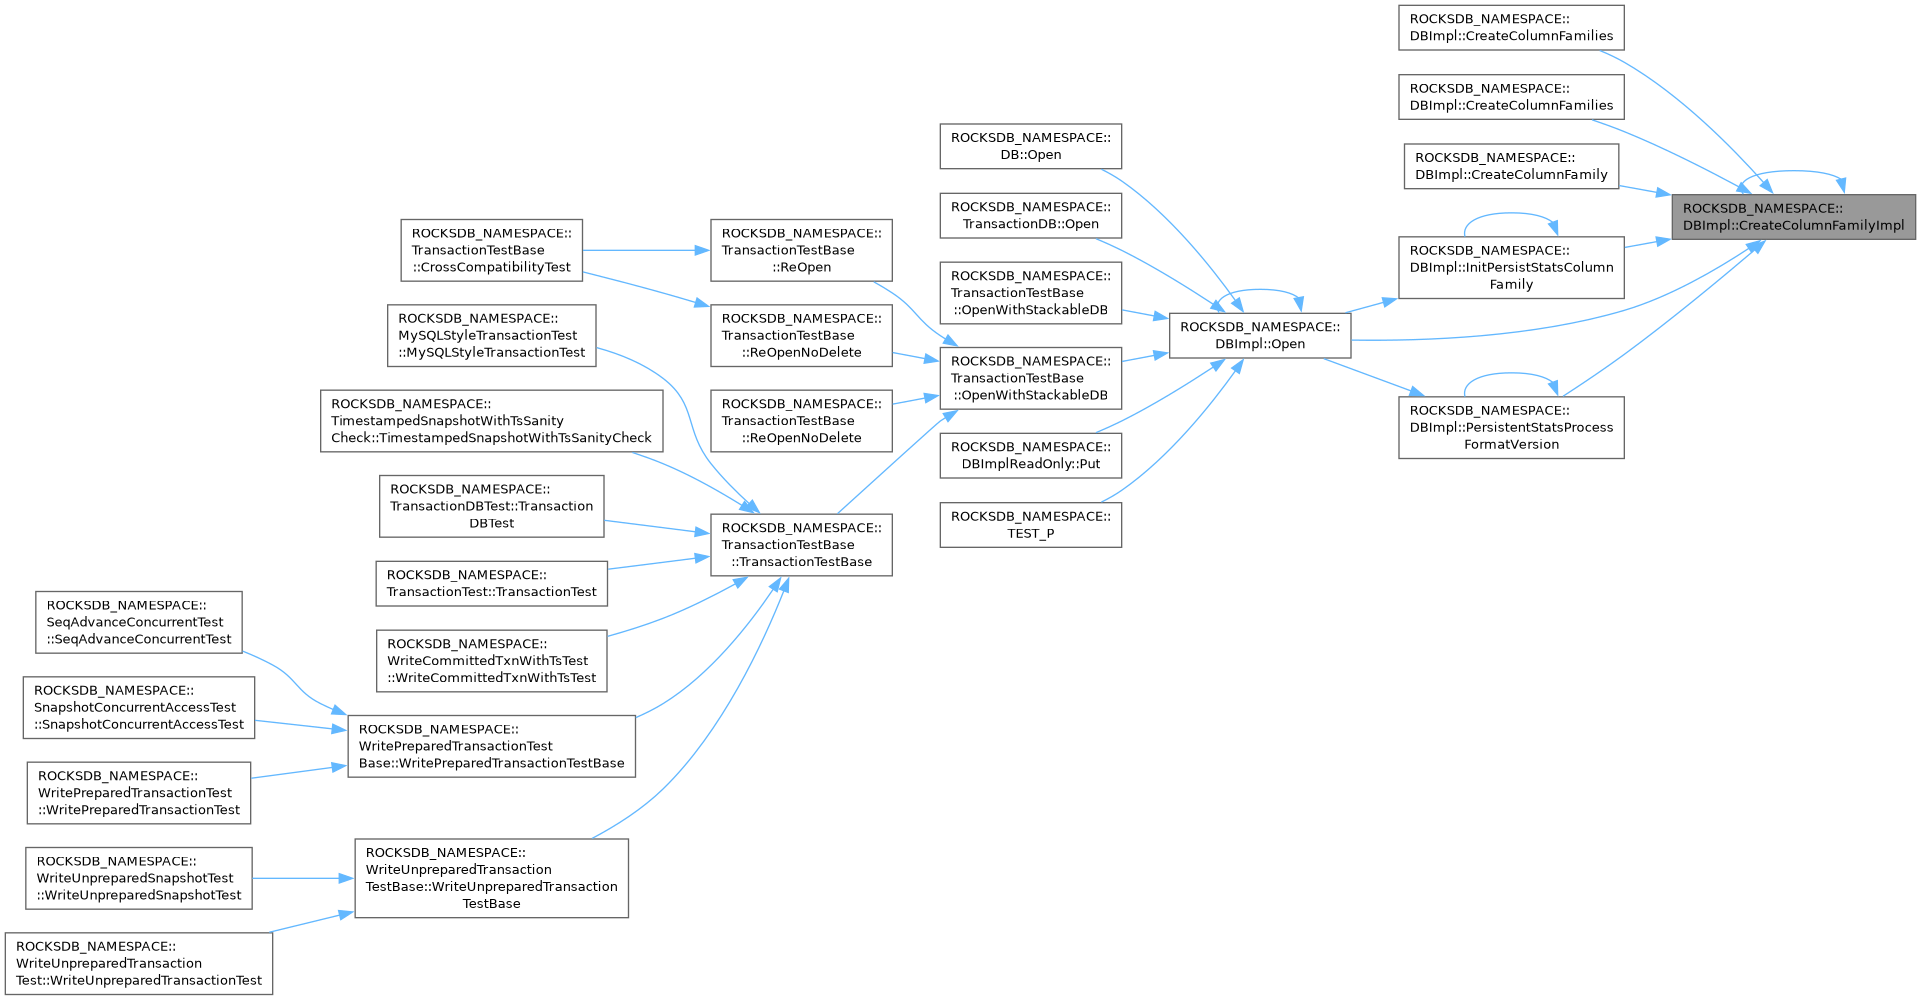 ROCKSDB_NAMESPACE::
DBImpl::CreateColumnFamilies
ROCKSDB_NAMESPACE::
DBImpl::CreateColumnFamilies
ROCKSDB_NAMESPACE::
DBImpl::CreateColumnFamily
ROCKSDB_NAMESPACE::
DBImpl::CreateColumnFamilyImpl
ROCKSDB_NAMESPACE::
DBImpl::InitPersistStatsColumn
Family
ROCKSDB_NAMESPACE::
DBImpl::PersistentStatsProcess
FormatVersion
ROCKSDB_NAMESPACE::
DBImpl::Open
ROCKSDB_NAMESPACE::
DB::Open
ROCKSDB_NAMESPACE::
TransactionDB::Open
ROCKSDB_NAMESPACE::
TransactionTestBase
::OpenWithStackableDB
ROCKSDB_NAMESPACE::
TransactionTestBase
::OpenWithStackableDB
ROCKSDB_NAMESPACE::
DBImplReadOnly::Put
ROCKSDB_NAMESPACE::
TEST_P
ROCKSDB_NAMESPACE::
TransactionTestBase
::ReOpen
ROCKSDB_NAMESPACE::
TransactionTestBase
::ReOpenNoDelete
ROCKSDB_NAMESPACE::
TransactionTestBase
::ReOpenNoDelete
ROCKSDB_NAMESPACE::
TransactionTestBase
::TransactionTestBase
ROCKSDB_NAMESPACE::
TransactionTestBase
::CrossCompatibilityTest
ROCKSDB_NAMESPACE::
MySQLStyleTransactionTest
::MySQLStyleTransactionTest
ROCKSDB_NAMESPACE::
TimestampedSnapshotWithTsSanity
Check::TimestampedSnapshotWithTsSanityCheck
ROCKSDB_NAMESPACE::
TransactionDBTest::Transaction
DBTest
ROCKSDB_NAMESPACE::
TransactionTest::TransactionTest
ROCKSDB_NAMESPACE::
WriteCommittedTxnWithTsTest
::WriteCommittedTxnWithTsTest
ROCKSDB_NAMESPACE::
WritePreparedTransactionTest
Base::WritePreparedTransactionTestBase
ROCKSDB_NAMESPACE::
WriteUnpreparedTransaction
TestBase::WriteUnpreparedTransaction
TestBase
ROCKSDB_NAMESPACE::
SeqAdvanceConcurrentTest
::SeqAdvanceConcurrentTest
ROCKSDB_NAMESPACE::
SnapshotConcurrentAccessTest
::SnapshotConcurrentAccessTest
ROCKSDB_NAMESPACE::
WritePreparedTransactionTest
::WritePreparedTransactionTest
ROCKSDB_NAMESPACE::
WriteUnpreparedSnapshotTest
::WriteUnpreparedSnapshotTest
ROCKSDB_NAMESPACE::
WriteUnpreparedTransaction
Test::WriteUnpreparedTransactionTest